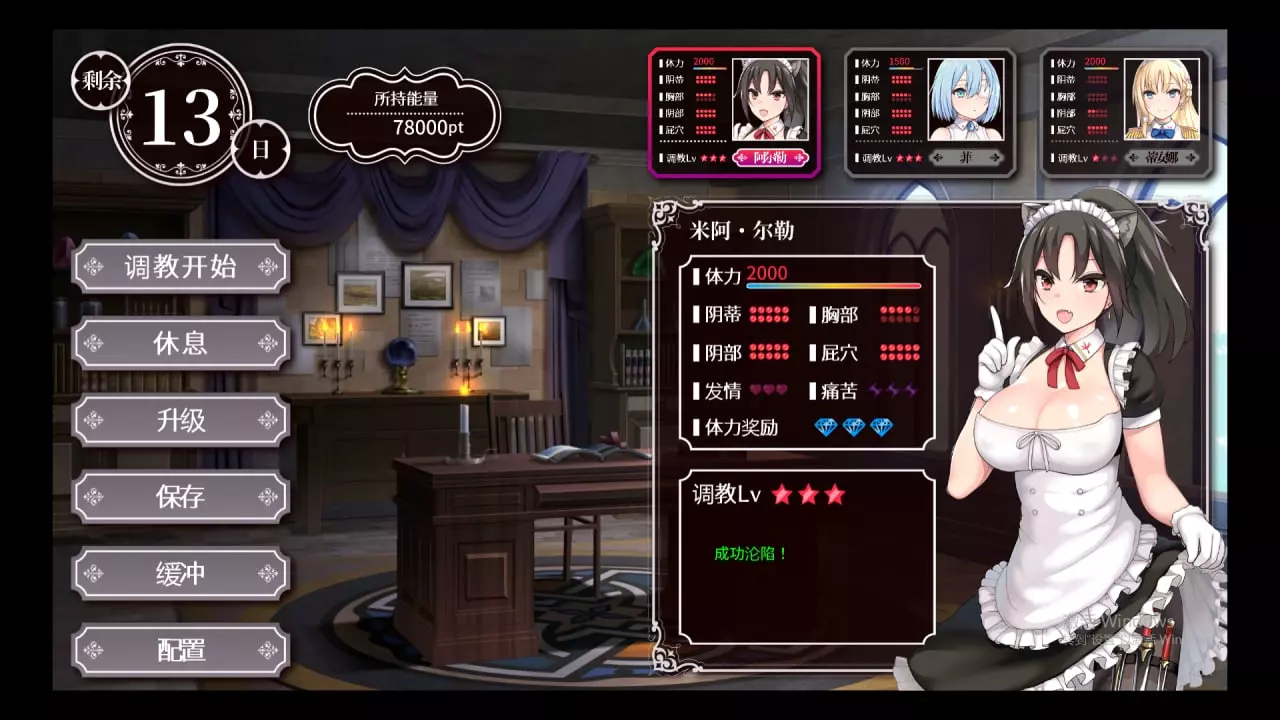 剩余
13
日
所持能量
78000pt
体力 2000
阴蒂
胸部
阴部
屁穴
调教Lv
阿尔勒
体力 1500
阴蒂
胸部
阴部
屁穴
调教Lv
菲
体力 2000
阴蒂
胸部
阴部
屁穴
调教Lv
蒂安娜
调教开始
休息
升级
保存
缓冲
配置
米阿·尔勒
体力 2000
阴蒂 胸部
阴部 屁穴
发情 痛苦
体力奖励
调教Lv
成功沦陷！
Windows